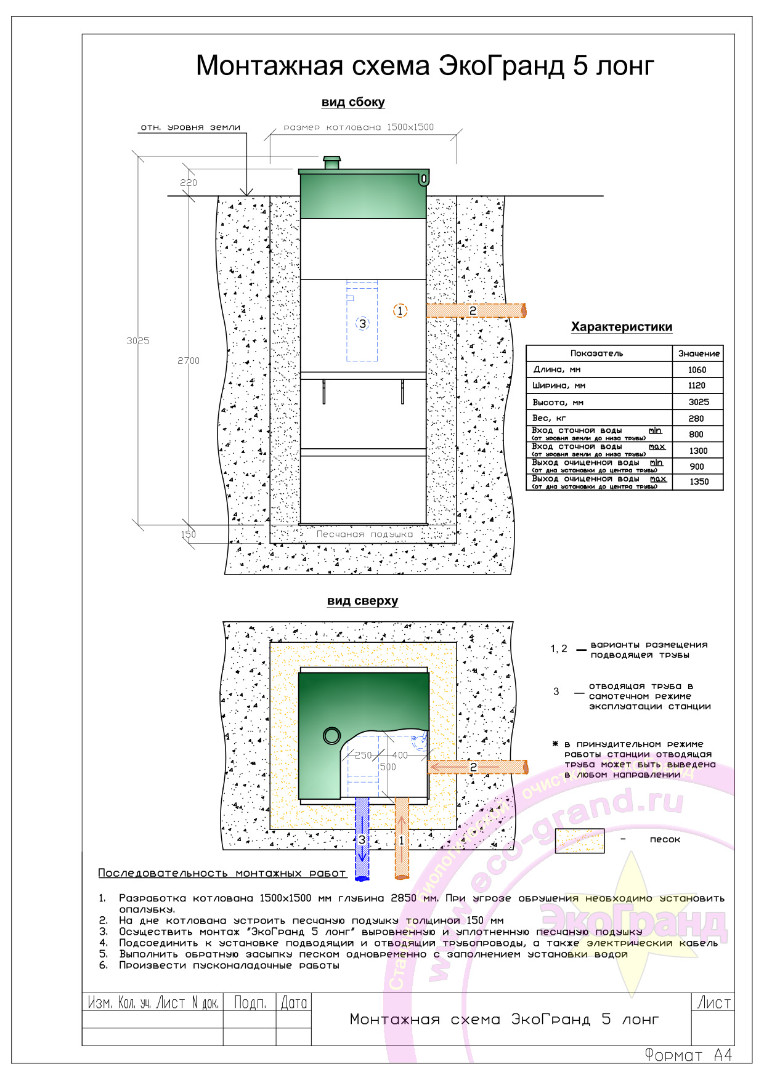 Монтажная схема ЭкоГранд 5 лонг
вид сбоку
отн. уровня земли
размер котлована 1500х1500
220
3025
2700
150
1
2
3
Песчаная подушка
Характеристики
Показатель Значение
Длина, мм 1060
Ширина, мм 1120
Высота, мм 3025
Вес, кг 280
Вход сточной воды min
(от уровня земли до низа трубы) 800
Вход сточной воды max
(от уровня земли до низа трубы) 1300
Выход очищенной воды min
(от дна установки до центра трубы) 900
Выход очищенной воды max
(от дна установки до центра трубы) 1350
вид сверху
250
400
500
2
3
1
1, 2 — варианты размещения
подводящей трубы
3 — отводящая труба в
самотечном режиме
эксплуатации станции
* в принудительном режиме
работы станции отводящая
труба может быть выведена
в любом направлении
- песок
www.eco-grand.ru
ЭкоГранд
Последовательность монтажных работ
1. Разработка котлована 1500х1500 мм глубина 2850 мм. При угрозе обрушения необходимо установить
опалубку.
2. На дне котлована устроить песчаную подушку толщиной 150 мм
3. Осуществить монтаж "ЭкоГранд 5 лонг" выровненную и уплотненную песчаную подушку
4. Подсоединить к установке подводящий и отводящий трубопроводы, а также электрический кабель
5. Выполнить обратную засыпку песком одновременно с заполнением установки водой
6. Произвести пусконаладочные работы
Изм. Кол. уч. Лист N док. Подп. Дата
Монтажная схема ЭкоГранд 5 лонг
Лист
Формат А4